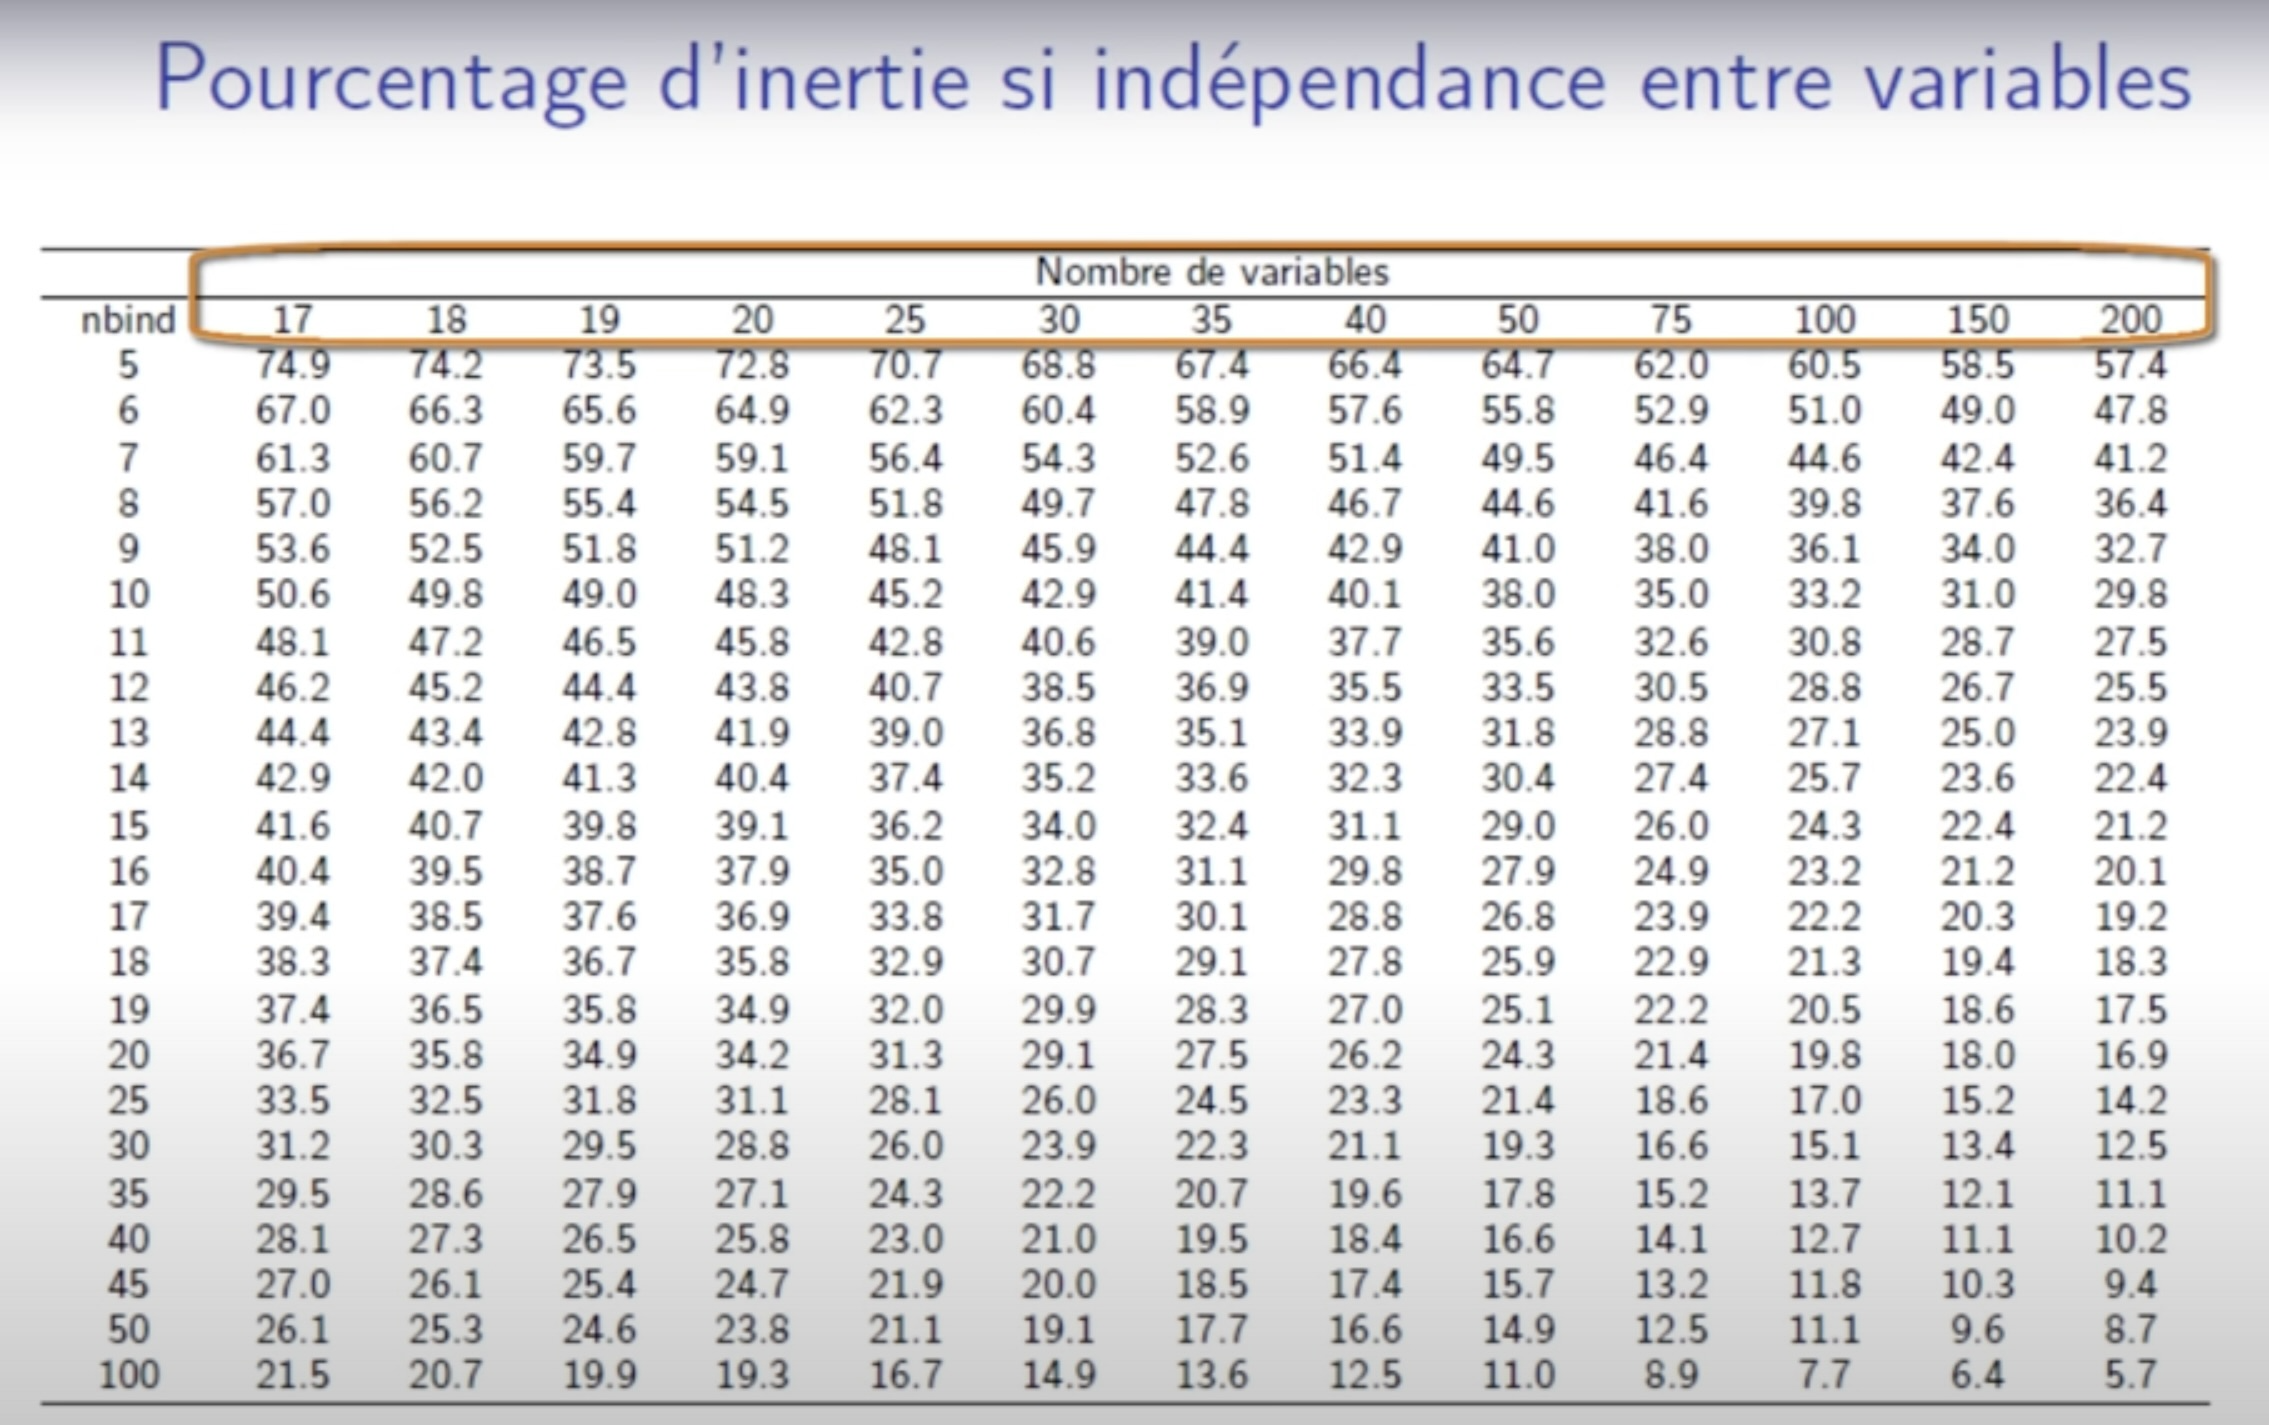 Pourcentage d'inertie si indépendance entre variables
Nombre de variables
nbind 17 18 19 20 25 30 35 40 50 75 100 150 200
5 74.9 74.2 73.5 72.8 70.7 68.8 67.4 66.4 64.7 62.0 60.5 58.5 57.4
6 67.0 66.3 65.6 64.9 62.3 60.4 58.9 57.6 55.8 52.9 51.0 49.0 47.8
7 61.3 60.7 59.7 59.1 56.4 54.3 52.6 51.4 49.5 46.4 44.6 42.4 41.2
8 57.0 56.2 55.4 54.5 51.8 49.7 47.8 46.7 44.6 41.6 39.8 37.6 36.4
9 53.6 52.5 51.8 51.2 48.1 45.9 44.4 42.9 41.0 38.0 36.1 34.0 32.7
10 50.6 49.8 49.0 48.3 45.2 42.9 41.4 40.1 38.0 35.0 33.2 31.0 29.8
11 48.1 47.2 46.5 45.8 42.8 40.6 39.0 37.7 35.6 32.6 30.8 28.7 27.5
12 46.2 45.2 44.4 43.8 40.7 38.5 36.9 35.5 33.5 30.5 28.8 26.7 25.5
13 44.4 43.4 42.8 41.9 39.0 36.8 35.1 33.9 31.8 28.8 27.1 25.0 23.9
14 42.9 42.0 41.3 40.4 37.4 35.2 33.6 32.3 30.4 27.4 25.7 23.6 22.4
15 41.6 40.7 39.8 39.1 36.2 34.0 32.4 31.1 29.0 26.0 24.3 22.4 21.2
16 40.4 39.5 38.7 37.9 35.0 32.8 31.1 29.8 27.9 24.9 23.2 21.2 20.1
17 39.4 38.5 37.6 36.9 33.8 31.7 30.1 28.8 26.8 23.9 22.2 20.3 19.2
18 38.3 37.4 36.7 35.8 32.9 30.7 29.1 27.8 25.9 22.9 21.3 19.4 18.3
19 37.4 36.5 35.8 34.9 32.0 29.9 28.3 27.0 25.1 22.2 20.5 18.6 17.5
20 36.7 35.8 34.9 34.2 31.3 29.1 27.5 26.2 24.3 21.4 19.8 18.0 16.9
25 33.5 32.5 31.8 31.1 28.1 26.0 24.5 23.3 21.4 18.6 17.0 15.2 14.2
30 31.2 30.3 29.5 28.8 26.0 23.9 22.3 21.1 19.3 16.6 15.1 13.4 12.5
35 29.5 28.6 27.9 27.1 24.3 22.2 20.7 19.6 17.8 15.2 13.7 12.1 11.1
40 28.1 27.3 26.5 25.8 23.0 21.0 19.5 18.4 16.6 14.1 12.7 11.1 10.2
45 27.0 26.1 25.4 24.7 21.9 20.0 18.5 17.4 15.7 13.2 11.8 10.3 9.4
50 26.1 25.3 24.6 23.8 21.1 19.1 17.7 16.6 14.9 12.5 11.1 9.6 8.7
100 21.5 20.7 19.9 19.3 16.7 14.9 13.6 12.5 11.0 8.9 7.7 6.4 5.7